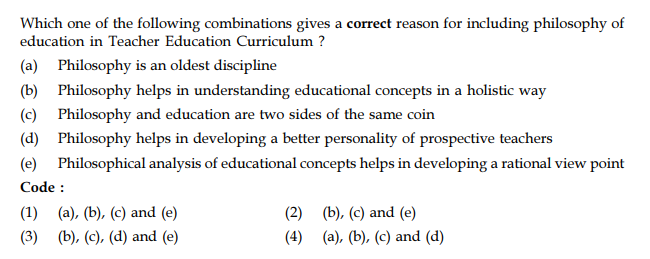 Which one of the following combinations gives a correct reason for including philosophy of
education in Teacher Education Curriculum ?
(a) Philosophy is an oldest discipline
(b) Philosophy helps in understanding educational concepts in a holistic way
(c) Philosophy and education are two sides of the same coin
(d) Philosophy helps in developing a better personality of prospective teachers
(e) Philosophical analysis of educational concepts helps in developing a rational view point
Code :
(1) (a), (b), (c) and (e) (2) (b), (c) and (e)
(3) (b), (c), (d) and (e) (4) (a), (b), (c) and (d)